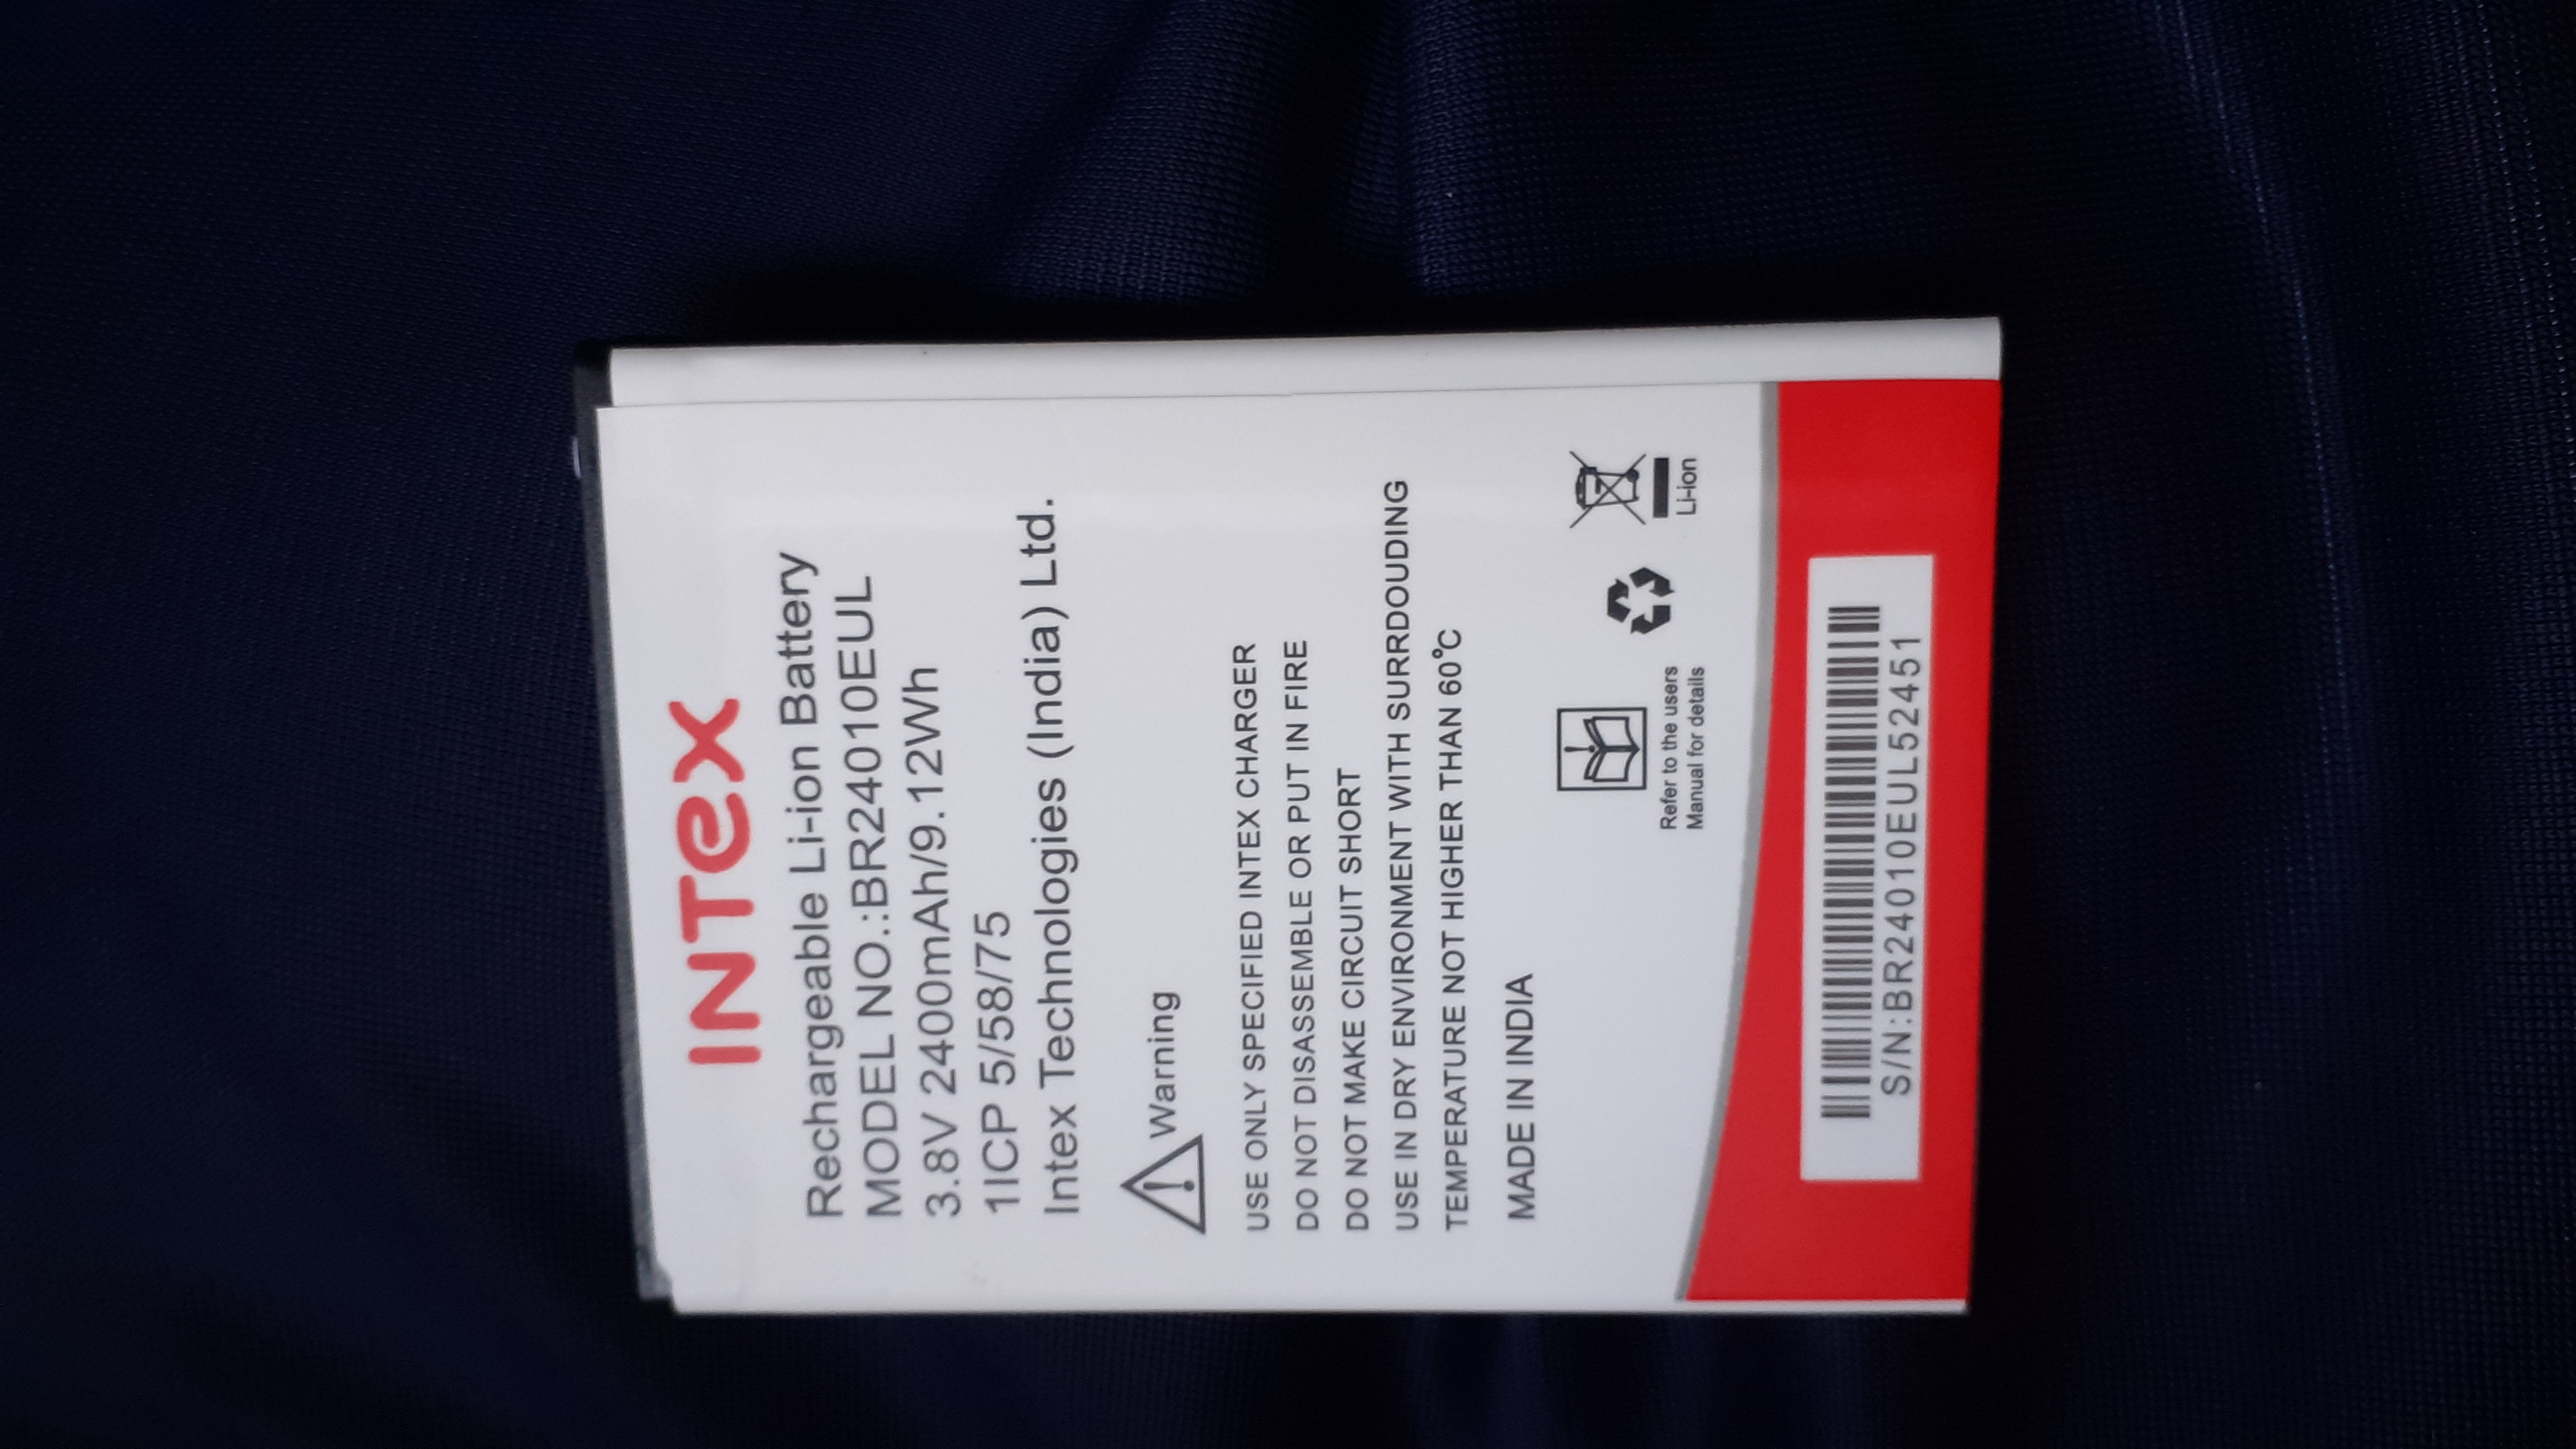 INTEX
Rechargeable Li-ion Battery
MODEL NO.:BR24010EUL
3.8V 2400mAh/9.12Wh
1ICP 5/58/75
Intex Technologies (India) Ltd.
Warning
USE ONLY SPECIFIED INTEX CHARGER
DO NOT DISASSEMBLE OR PUT IN FIRE
DO NOT MAKE CIRCUIT SHORT
USE IN DRY ENVIRONMENT WITH SURRDOUDING
TEMPERATURE NOT HIGHER THAN 60°C
MADE IN INDIA
Refer to the users
Manual for details
Li-ion
S/N:BR24010EUL52451